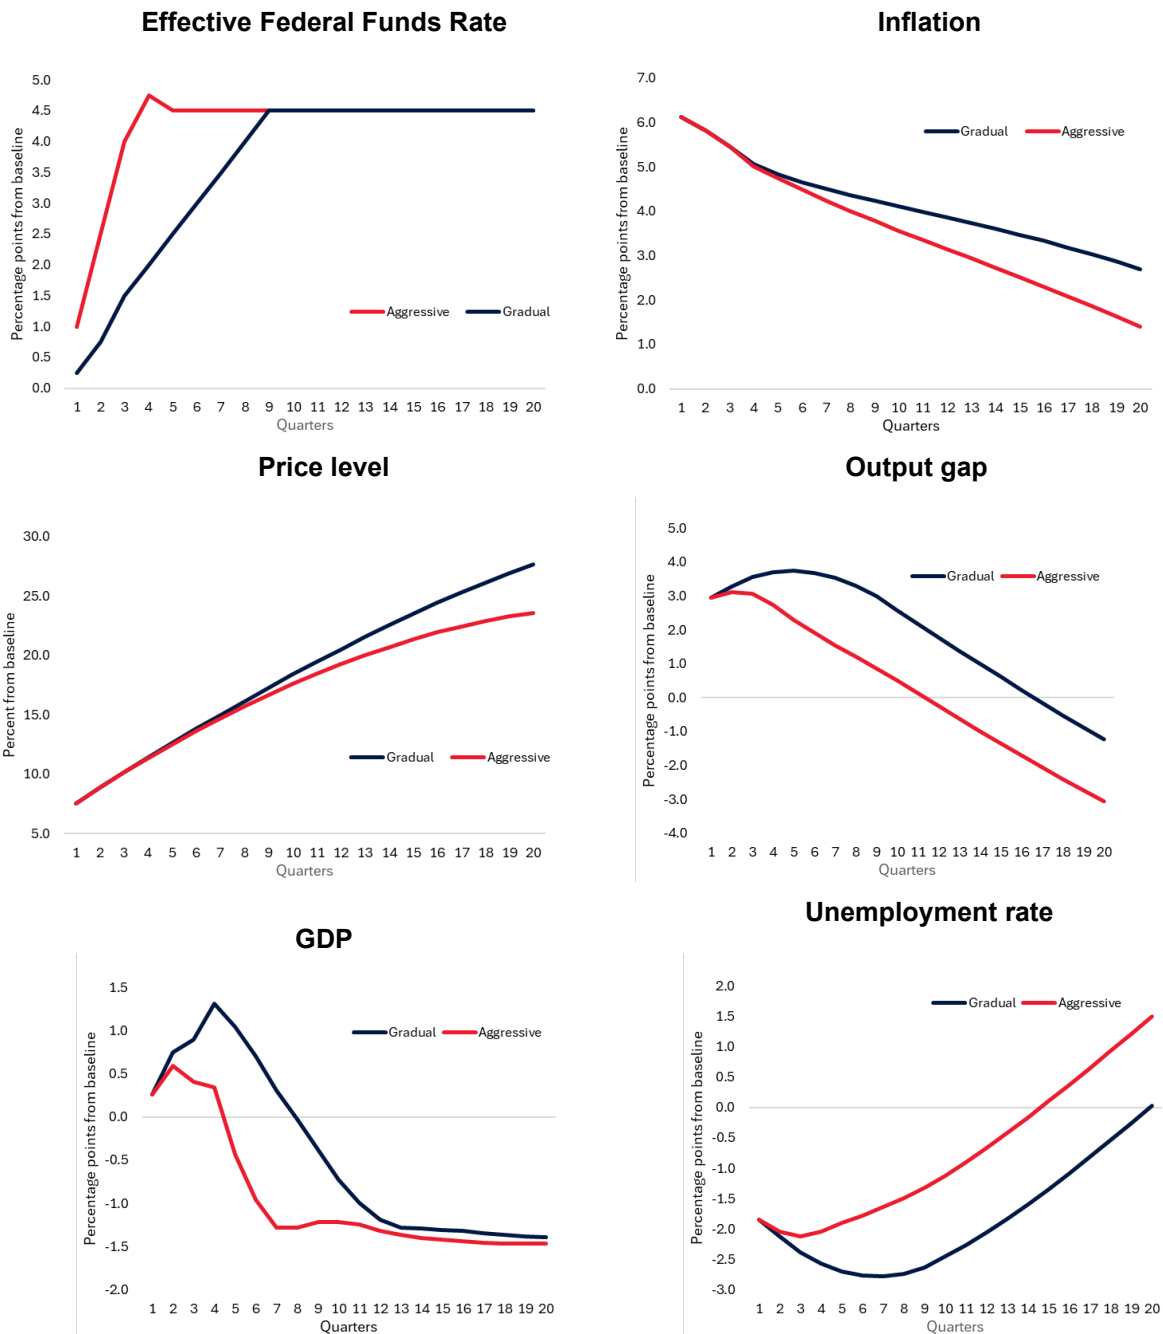 Effective Federal Funds Rate
Percentage points from baseline
5.0
4.5
4.0
3.5
3.0
2.5
2.0
1.5
1.0
0.5
0.0
Aggressive Gradual
1 2 3 4 5 6 7 8 9 10 11 12 13 14 15 16 17 18 19 20
Quarters
Inflation
Percentage points from baseline
7.0
6.0
5.0
4.0
3.0
2.0
1.0
0.0
Gradual Aggressive
1 2 3 4 5 6 7 8 9 10 11 12 13 14 15 16 17 18 19 20
Quarters
Price level
Percent from baseline
30.0
25.0
20.0
15.0
10.0
5.0
Gradual Aggressive
1 2 3 4 5 6 7 8 9 10 11 12 13 14 15 16 17 18 19 20
Quarters
Output gap
Percentage points from baseline
5.0
4.0
3.0
2.0
1.0
0.0
-1.0
-2.0
-3.0
-4.0
Gradual Aggressive
1 2 3 4 5 6 7 8 9 10 11 12 13 14 15 16 17 18 19 20
Quarters
GDP
Percentage points from baseline
1.5
1.0
0.5
0.0
-0.5
-1.0
-1.5
-2.0
Gradual Aggressive
1 2 3 4 5 6 7 8 9 10 11 12 13 14 15 16 17 18 19 20
Quarters
Unemployment rate
Percentage points from baseline
2.0
1.5
1.0
0.5
0.0
-0.5
-1.0
-1.5
-2.0
-2.5
-3.0
Gradual Aggressive
1 2 3 4 5 6 7 8 9 10 11 12 13 14 15 16 17 18 19 20
Quarters